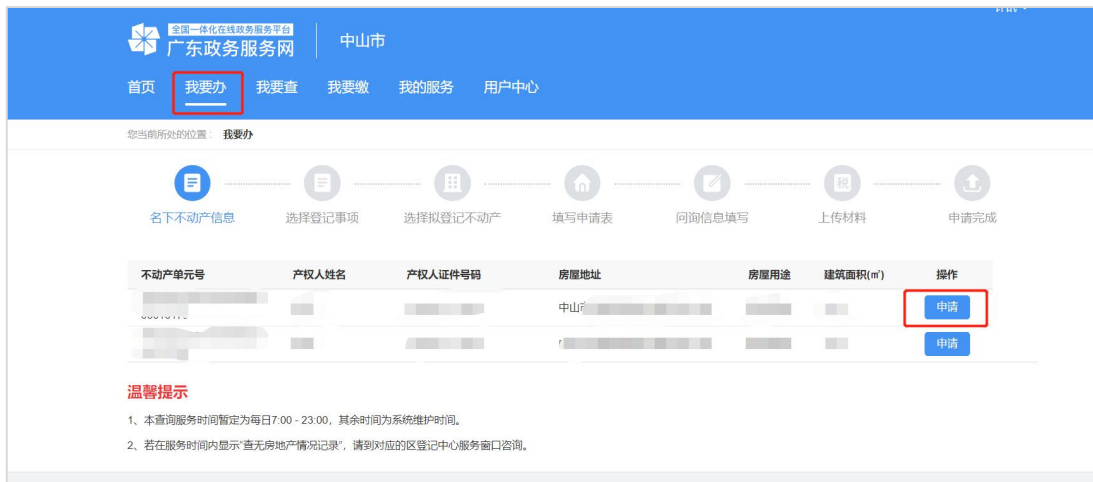 全国一体化在线政务服务平台
广东政务服务网 中山市
首页 我要办 我要查 我要缴 我的服务 用户中心
您当前所处的位置： 我要办
名下不动产信息 选择登记事项 选择拟登记不动产 填写申请表 问询信息填写 上传材料 申请完成
税
不动产单元号 产权人姓名 产权人证件号码 房屋地址 房屋用途 建筑面积(㎡) 操作
中山 申请
申请
温馨提示
1、本查询服务时间暂定为每日7:00 - 23:00，其余时间为系统维护时间。
2、若在服务时间内显示“查无房地产情况记录”，请到对应的区登记中心服务窗口咨询。